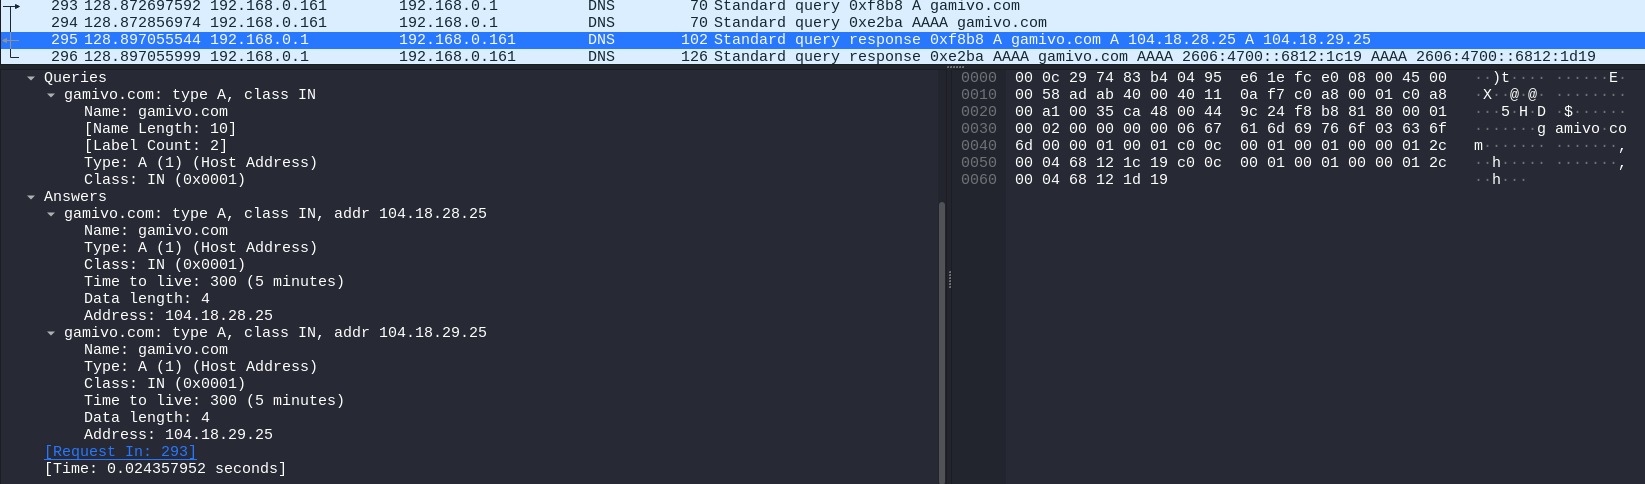 293 128.872697592 192.168.0.161 192.168.0.1 DNS 70 Standard query 0xf8b8 A gamivo.com
294 128.872856974 192.168.0.161 192.168.0.1 DNS 70 Standard query 0xe2ba AAAA gamivo.com
295 128.897055544 192.168.0.1 192.168.0.161 DNS 102 Standard query response 0xf8b8 A gamivo.com A 104.18.28.25 A 104.18.29.25
296 128.897055999 192.168.0.1 192.168.0.161 DNS 126 Standard query response 0xe2ba AAAA gamivo.com AAAA 2606:4700::6812:1c19 AAAA 2606:4700::6812:1d19
Queries
gamivo.com: type A, class IN
Name: gamivo.com
[Name Length: 10]
[Label Count: 2]
Type: A (1) (Host Address)
Class: IN (0x0001)
Answers
gamivo.com: type A, class IN, addr 104.18.28.25
Name: gamivo.com
Type: A (1) (Host Address)
Class: IN (0x0001)
Time to live: 300 (5 minutes)
Data length: 4
Address: 104.18.28.25
gamivo.com: type A, class IN, addr 104.18.29.25
Name: gamivo.com
Type: A (1) (Host Address)
Class: IN (0x0001)
Time to live: 300 (5 minutes)
Data length: 4
Address: 104.18.29.25
[Request In: 293]
[Time: 0.024357952 seconds]
0000 00 0c 29 74 83 b4 04 95 e6 1e fc e0 08 00 45 00 ··)t···· ······E·
0010 00 58 ad ab 40 00 40 11 0a f7 c0 a8 00 01 c0 a8 ·X··@·@· ········
0020 00 a1 00 35 ca 48 00 44 9c 24 f8 b8 81 80 00 01 ···5·H·D ·$······
0030 00 02 00 00 00 00 06 67 61 6d 69 76 6f 03 63 6f ·······g amivo·co
0040 6d 00 00 01 00 01 c0 0c 00 01 00 01 00 00 01 2c m······· ·······,
0050 00 04 68 12 1c 19 c0 0c 00 01 00 01 00 00 01 2c ··h····· ·······,
0060 00 04 68 12 1d 19 ··h···